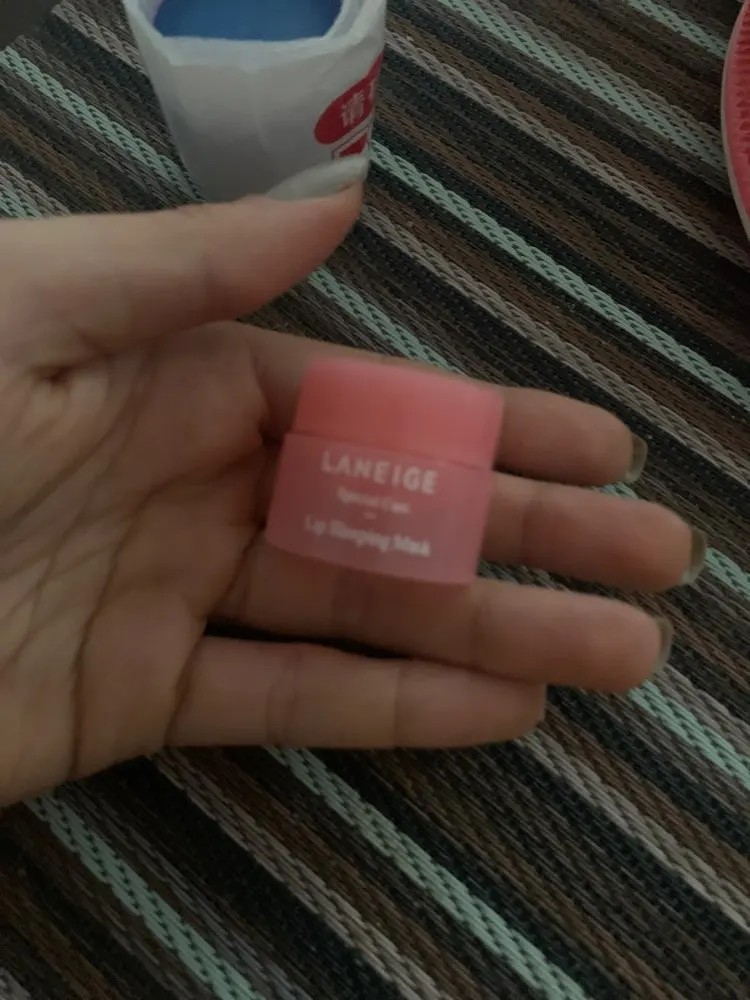 请
LANEIGE
Special Care
Lip Sleeping Mask